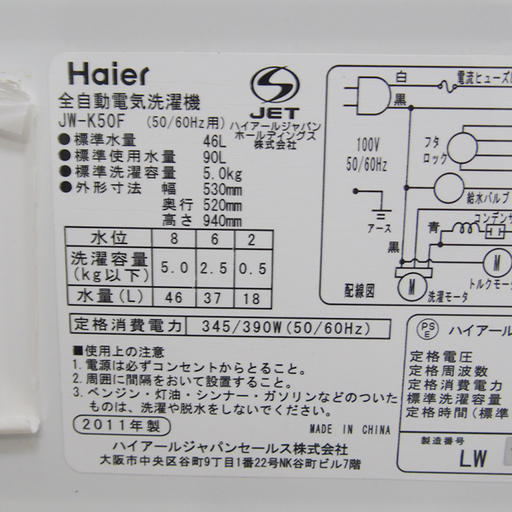 Haier
S
JET
全自動電気洗濯機
JW-K50F (50/60Hz用)
ハイアールジャパン
ホールディングス
株式会社
●標準水量 46L
●標準使用水量 90L
●標準洗濯容量 5.0kg
●外形寸法 幅 530mm
奥行 520mm
高さ 940mm
水位 8 6 2
洗濯容量(kg以下) 5.0 2.5 0.5
水量(L) 46 37 18
定格消費電力 345/390W(50/60Hz)
■使用上の注意
1.電源は必ずコンセントからとること。
2.周囲に間隔をおいて設置すること。
3.ベンジン・灯油・シンナー・ガソリンなどのついた
ものは、洗濯や脱水をしないでください。
2011年製
MADE IN CHINA
ハイアールジャパンセールス株式会社
大阪市中央区谷町9丁目1番22号NK谷町ビル7階
白
電流ヒューズ
黒
100V
50/60Hz
フタ
ロック
給水バルブ
アース
コンデンサ
青
黒
M
M
トルクモータ
配線図
洗濯モータ
PS
E
ハイアール
定格電圧
定格周波数
定格消費電力
標準洗濯容量
定格時間(標準
製造番号
LW